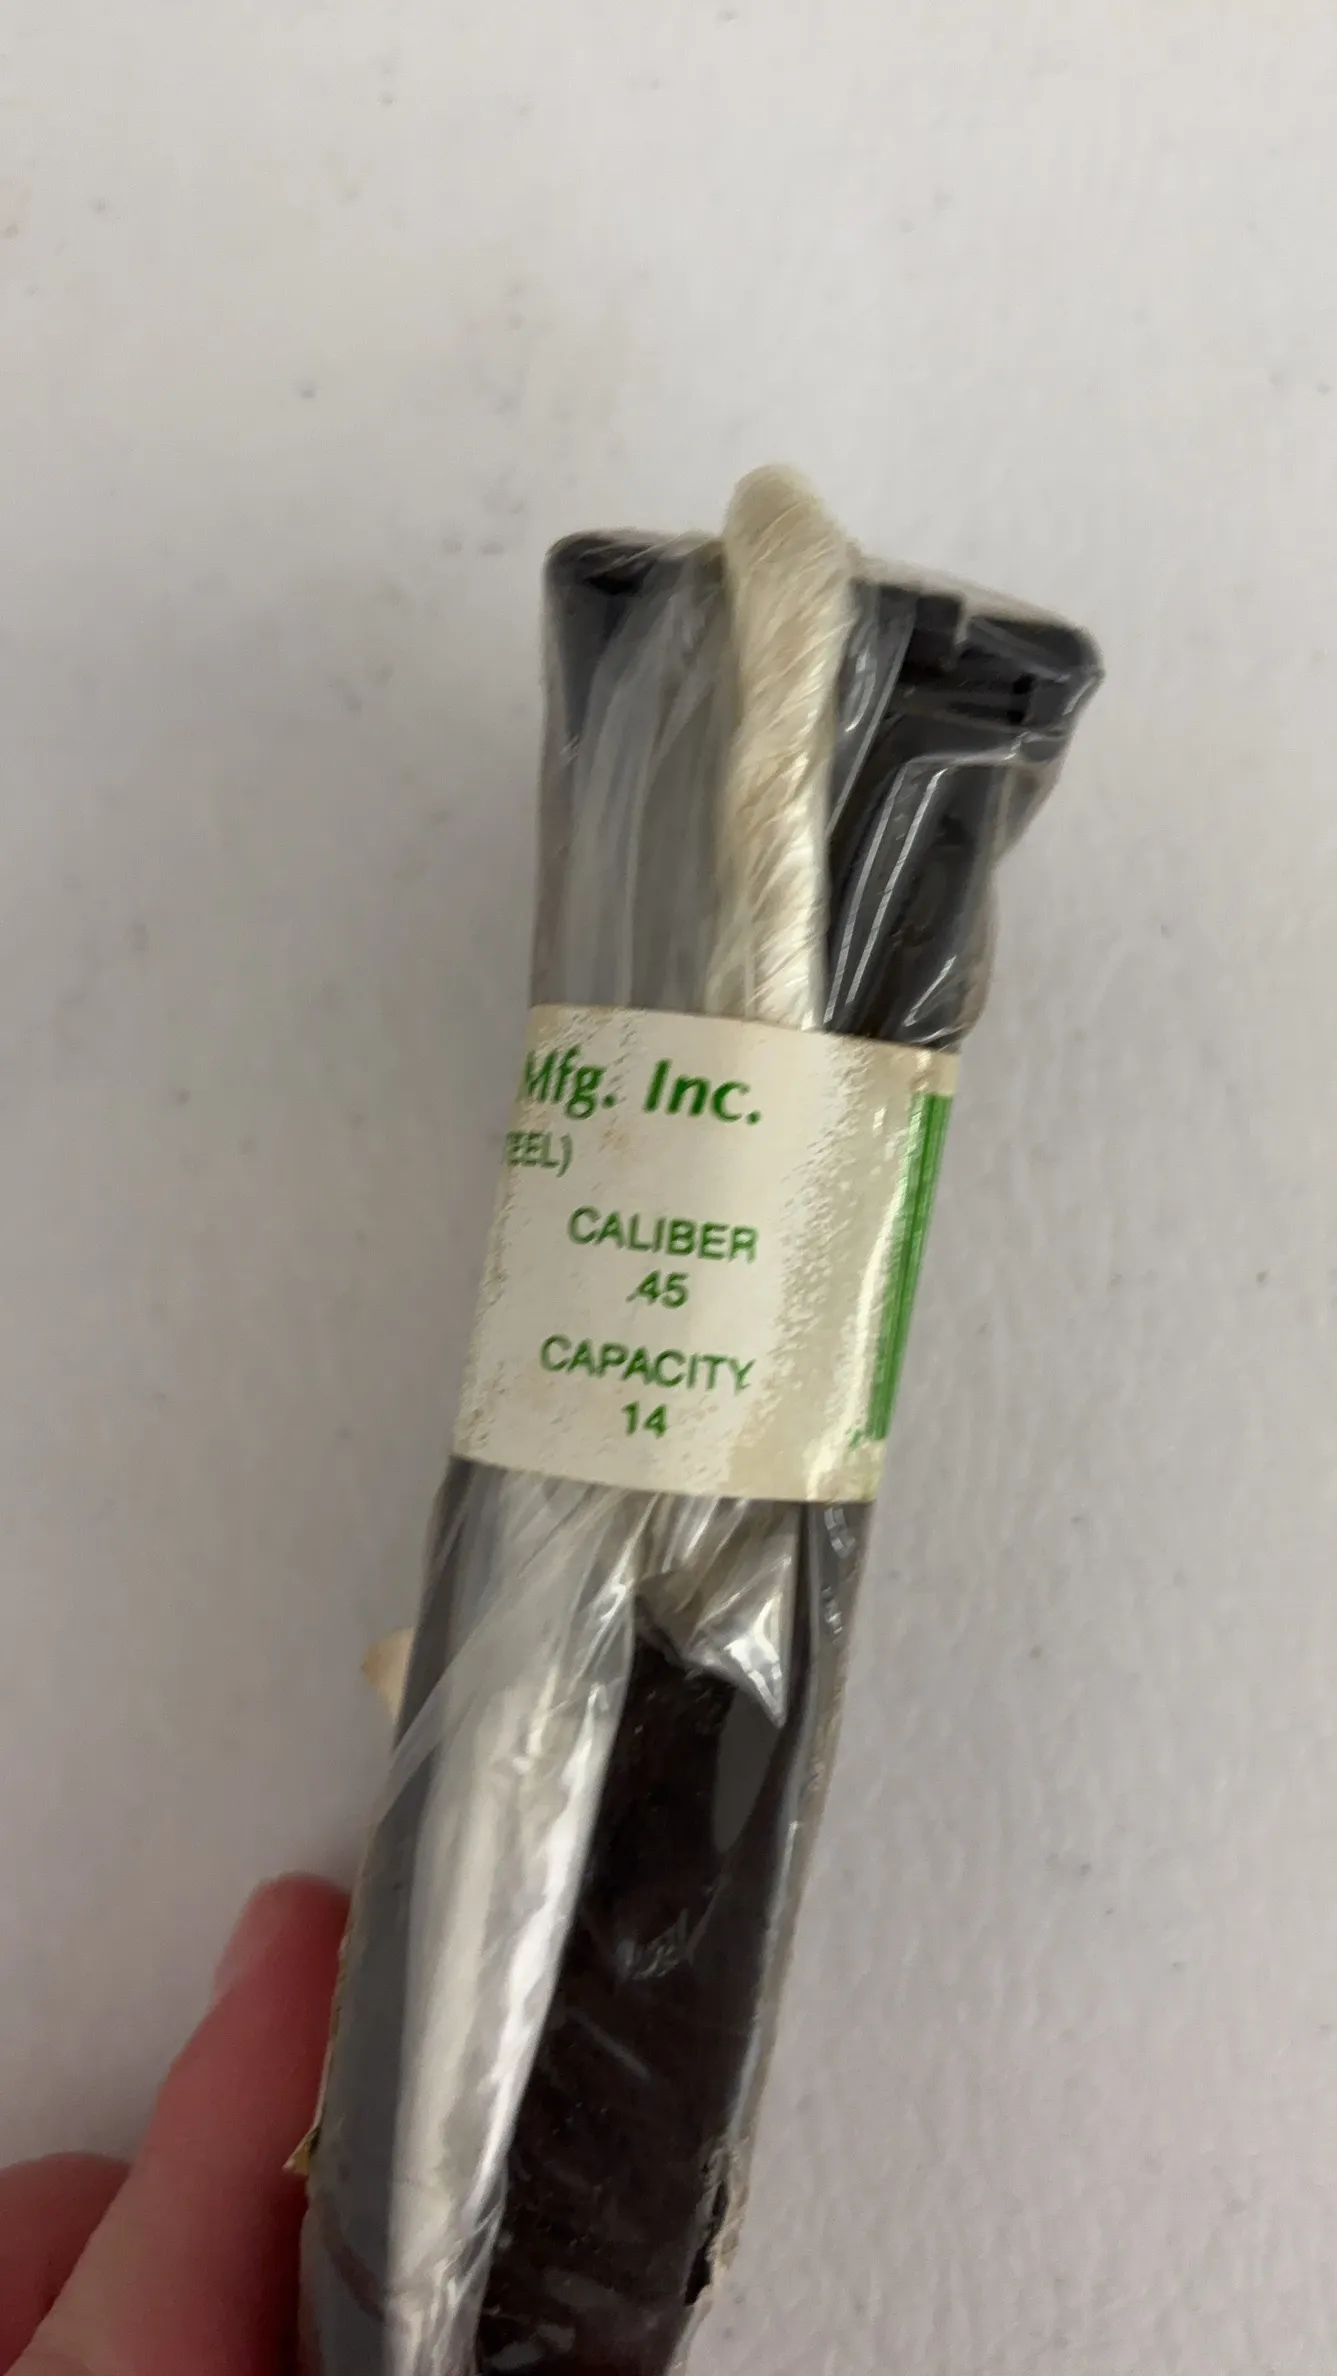 Mfg. Inc.
EEL)
CALIBER
.45
CAPACITY
14